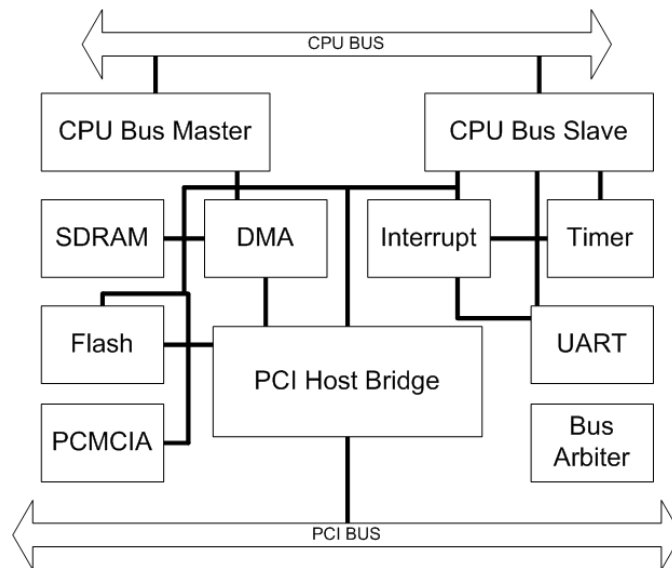 CPU BUS
CPU Bus Master
CPU Bus Slave
SDRAM
DMA
Interrupt
Timer
Flash
PCI Host Bridge
UART
PCMCIA
Bus
Arbiter
PCI BUS